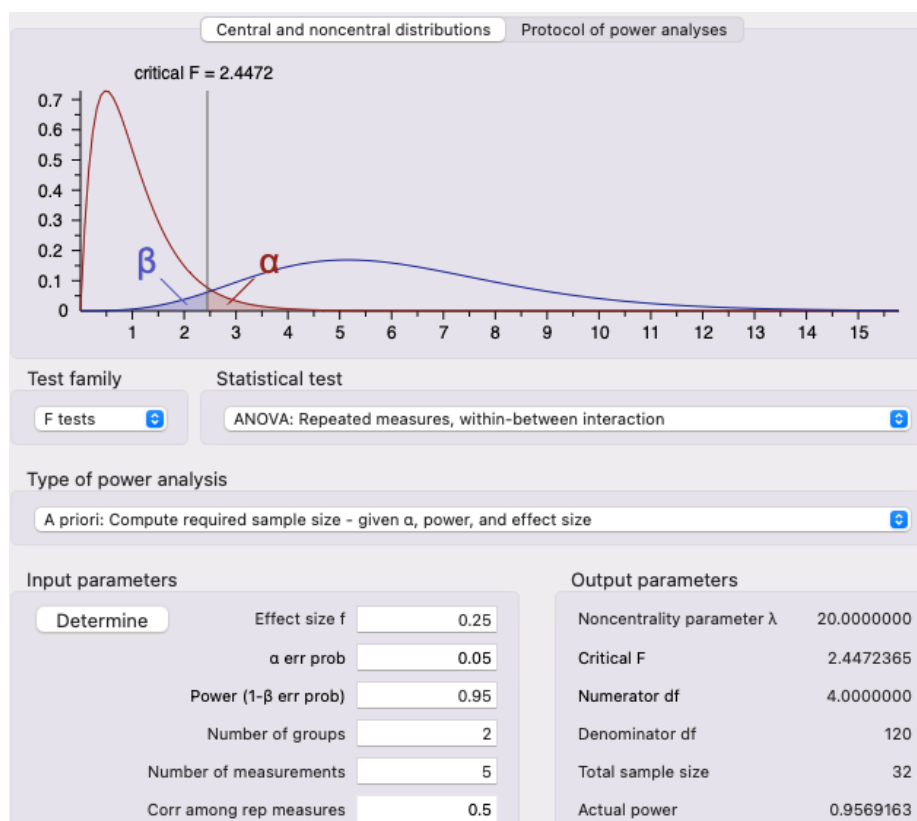 Central and noncentral distributions Protocol of power analyses
critical F = 2.4472
0.7
0.6
0.5
0.4
0.3
0.2
0.1
0
β α
1 2 3 4 5 6 7 8 9 10 11 12 13 14 15
Test family Statistical test
F tests ANOVA: Repeated measures, within-between interaction
Type of power analysis
A priori: Compute required sample size - given α, power, and effect size
Input parameters Output parameters
Determine Effect size f 0.25 Noncentrality parameter λ 20.0000000
α err prob 0.05 Critical F 2.4472365
Power (1-β err prob) 0.95 Numerator df 4.0000000
Number of groups 2 Denominator df 120
Number of measurements 5 Total sample size 32
Corr among rep measures 0.5 Actual power 0.9569163